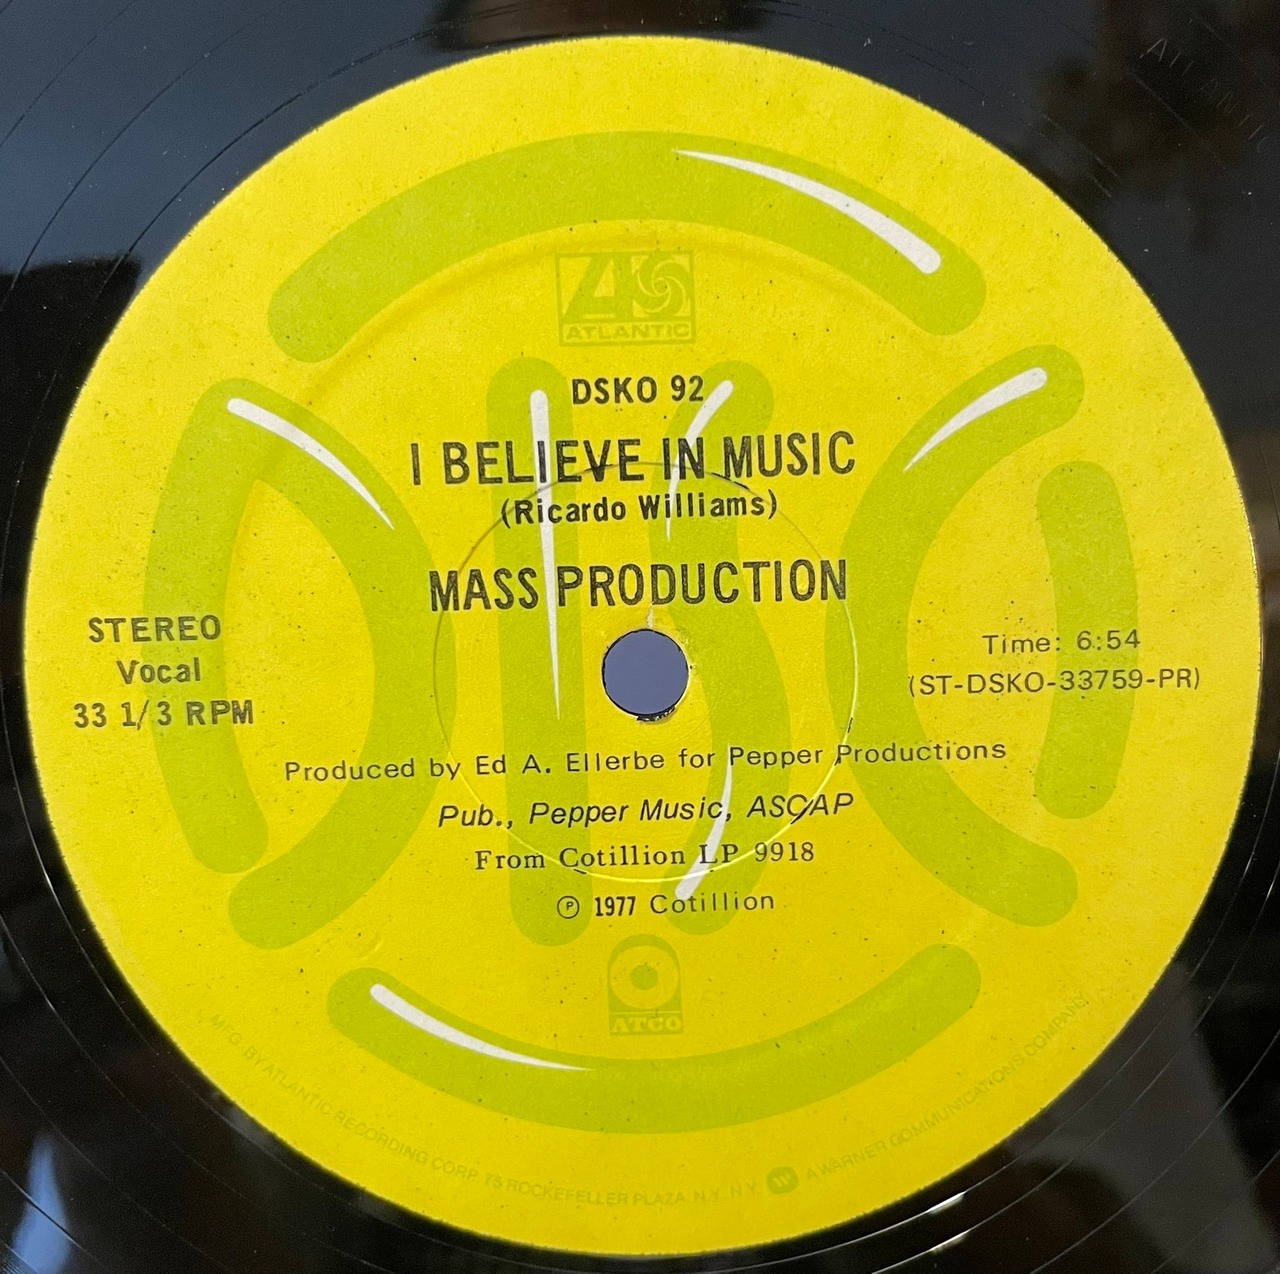 ATLANTIC
ATLANTIC
DSKO 92
I BELIEVE IN MUSIC
(Ricardo Williams)
MASS PRODUCTION
STEREO
Vocal
33 1/3 RPM
Time: 6:54
(ST-DSKO-33759-PR)
Produced by Ed A. Ellerbe for Pepper Productions
Pub., Pepper Music, ASCAP
From Cotillion LP 9918
Ⓟ 1977 Cotillion
ATCO
MFG. BY ATLANTIC RECORDING CORP. 75 ROCKEFELLER PLAZA, N.Y. N.Y. A WARNER COMMUNICATIONS COMPANY
DISKO